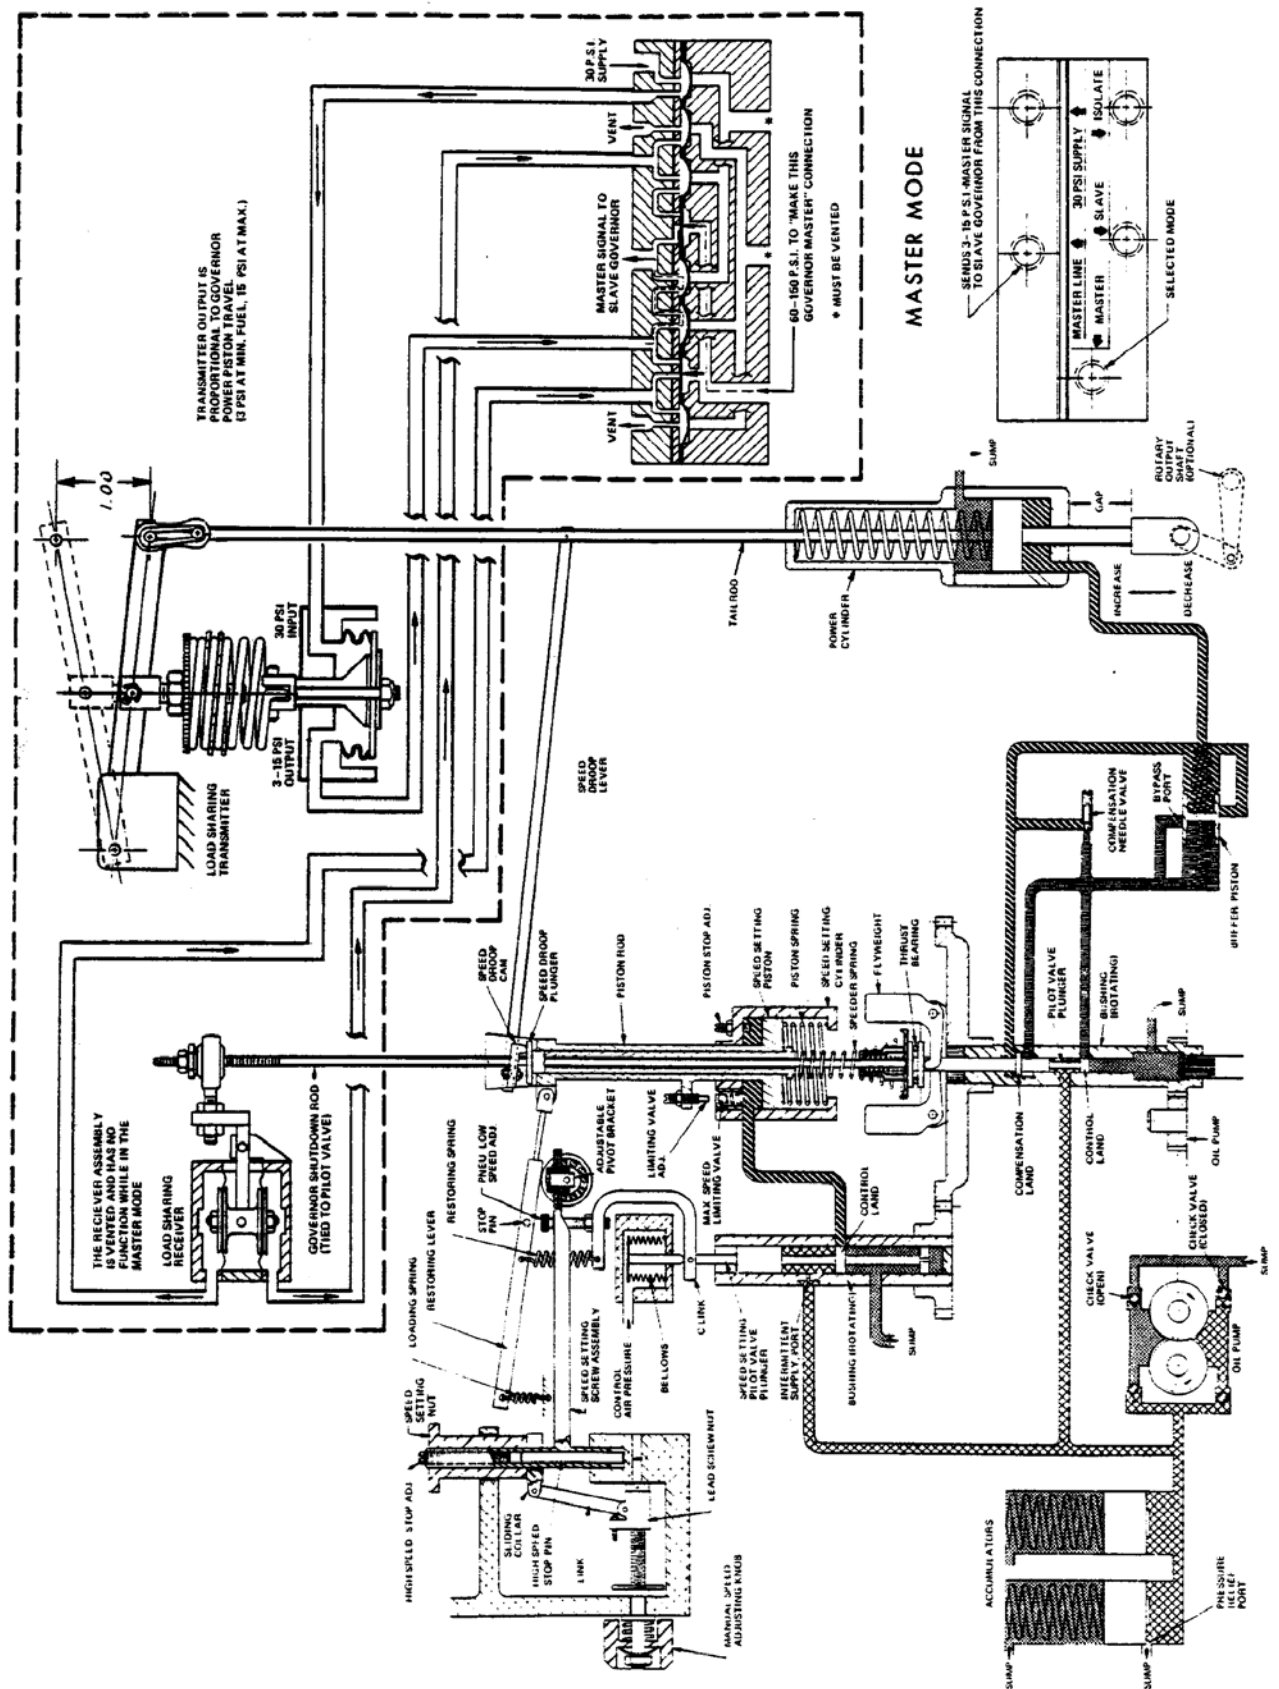 TRANSMITTER OUTPUT IS
PROPORTIONAL TO GOVERNOR
POWER PISTON TRAVEL
(3 PSI AT MIN. FUEL, 15 PSI AT MAX.)
1.00
LOAD SHARING
TRANSMITTER
3-15 PSI
OUTPUT
30 PSI
INPUT
30 P.S.I.
SUPPLY
VENT
MASTER SIGNAL TO
SLAVE GOVERNOR
VENT
60-150 P.S.I. TO "MAKE THIS
GOVERNOR MASTER" CONNECTION
* MUST BE VENTED
*
*
THE RECIEVER ASSEMBLY
IS VENTED AND HAS NO
FUNCTION WHILE IN THE
MASTER MODE
LOAD SHARING
RECEIVER
GOVERNOR SHUTDOWN ROD
(TIED TO PILOT VALVE)
MASTER MODE
SENDS 3-15 P.S.I-MASTER SIGNAL
TO SLAVE GOVERNOR FROM THIS CONNECTION
MASTER LINE
30 PSI SUPPLY
MASTER
SLAVE
ISOLATE
SELECTED MODE
SPEED
DROOP
LEVER
TAIL ROD
POWER
CYLINDER
SUMP
GAP
INCREASE
DECREASE
ROTARY
OUTPUT
SHAFT
(OPTIONAL)
SPEED
DROOP
CAM
SPEED DROOP
PLUNGER
PISTON ROD
PISTON STOP ADJ.
SPEED SETTING
PISTON
PISTON SPRING
SPEED SETTING
CYLINDER
SPEEDER SPRING
FLYWEIGHT
THRUST
BEARING
COMPENSATION
NEEDLE VALVE
BYPASS
PORT
BUFFER PISTON
PILOT VALVE
PLUNGER
BUSHING
(ROTATING)
SUMP
COMPENSATION
LAND
CONTROL
LAND
OIL PUMP
HIGH SPEED STOP ADJ
SPEED
SETTING
NUT
LOADING SPRING
RESTORING LEVER
RESTORING SPRING
STOP
PIN
PNEU LOW
SPEED ADJ.
ADJUSTABLE
PIVOT BRACKET
LIMITING VALVE
ADJ.
MAX SPEED
LIMITING VALVE
SLIDING
COLLAR
HIGH SPEED
STOP PIN
LINK
SPEED SETTING
SCREW ASSEMBLY
CONTROL
AIR PRESSURE
BELLOWS
C LINK
LEAD SCREW NUT
MANUAL SPEED
ADJUSTING KNOB
SPEED SETTING
PILOT VALVE
PLUNGER
INTERMITTENT
SUPPLY, PORT
BUSHING (ROTATING)
SUMP
CONTROL
LAND
CHECK VALVE
(OPEN)
CHECK VALVE
(CLOSED)
SUMP
OIL PUMP
ACCUMULATORS
SUMP
SUMP
PRESSURE
RELIEF
PORT